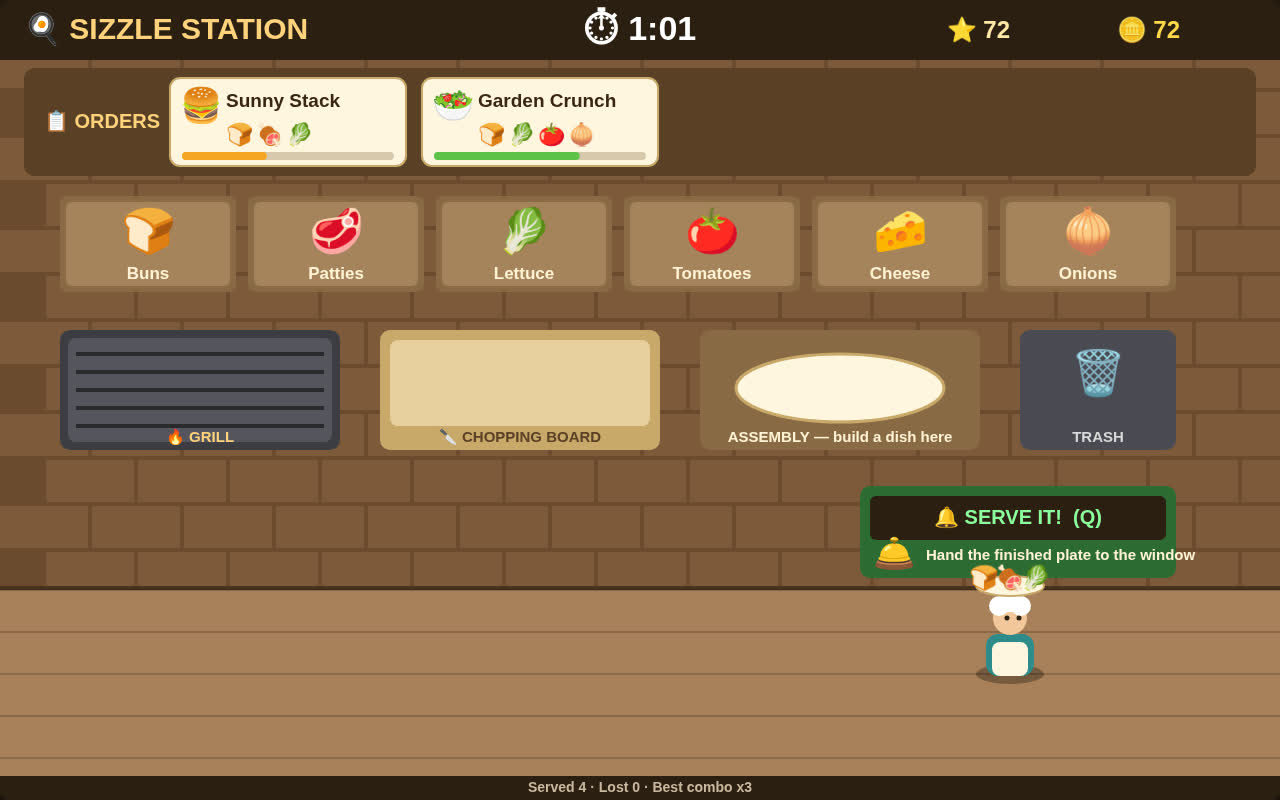 SIZZLE STATION
1:01
72
72
ORDERS
Sunny Stack
Garden Crunch
Buns
Patties
Lettuce
Tomatoes
Cheese
Onions
GRILL
CHOPPING BOARD
ASSEMBLY — build a dish here
TRASH
SERVE IT! (Q)
Hand the finished plate to the window
Served 4 · Lost 0 · Best combo x3